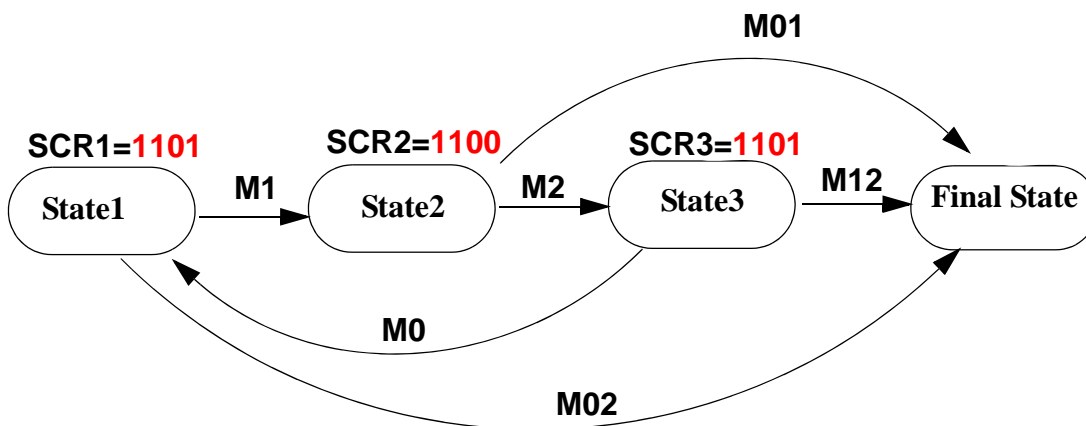 M01
SCR1=1101
SCR2=1100
SCR3=1101
State1
M1
State2
M2
State3
M12
Final State
M0
M02